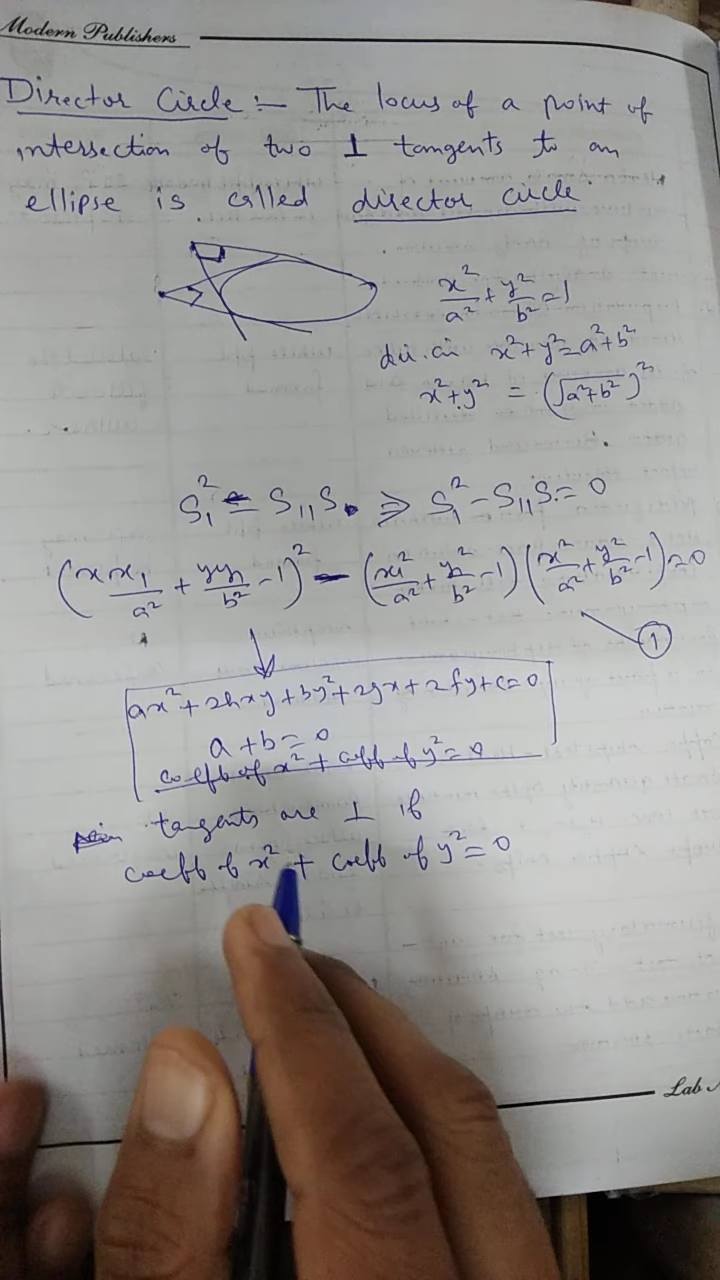 Modern Publishers
Director Circle :- The locus of a point of
intersection of two ⊥ tangents to an
ellipse is called director circle.
x²/a² + y²/b² = 1
dir. cir x²+y²=a²+b²
x²+y² = (√a²+b²)²
S₁² = S₁₁S. ⇒ S₁² - S₁₁S = 0
(xx₁/a² + yy₁/b² - 1)² - (x₁²/a² + y₁²/b² - 1)(x²/a² + y²/b² - 1) = 0
1
ax² + 2hxy + by² + 2gx + 2fy + c = 0
a + b = 0
coeff of x² + coeff of y² = 0
tangents are ⊥ if
coeff of x² + coeff of y² = 0
Lab